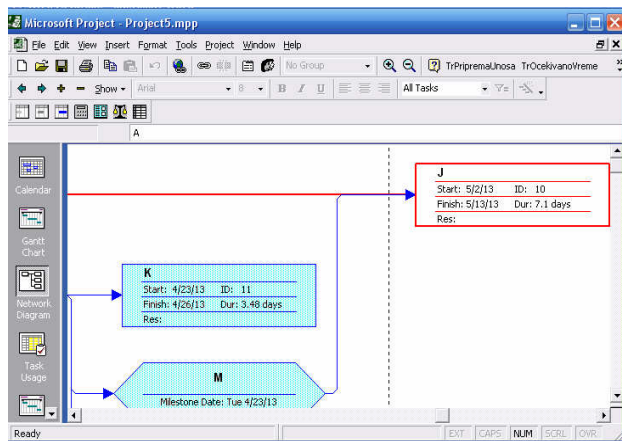 Microsoft Project - Project5.mpp
File Edit View Insert Format Tools Project Window Help
No Group TrPripremaUnosa TrOcekivanoVreme
Show Arial 8 B I U All Tasks
A
Calendar
Gantt
Chart
Network
Diagram
Task
Usage
J
Start: 5/2/13 ID: 10
Finish: 5/13/13 Dur: 7.1 days
Res:
K
Start: 4/23/13 ID: 11
Finish: 4/26/13 Dur: 3.48 days
Res:
M
Milestone Date: Tue 4/23/13
Ready EXT CAPS NUM SCRL OVR